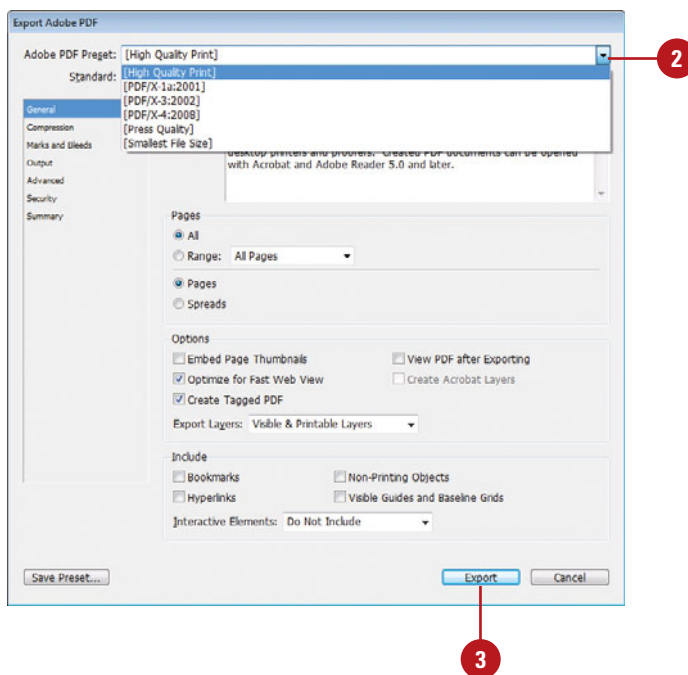 Export Adobe PDF
Adobe PDF Preset: [High Quality Print]
2
Standard:
[High Quality Print]
[PDF/X-1a:2001]
[PDF/X-3:2002]
[PDF/X-4:2008]
[Press Quality]
[Smallest File Size]
General
Compression
Marks and Bleeds
Output
Advanced
Security
Summary
desktop printers and proofers. Created PDF documents can be opened
with Acrobat and Adobe Reader 5.0 and later.
Pages
All
Range: All Pages
Pages
Spreads
Options
Embed Page Thumbnails View PDF after Exporting
Optimize for Fast Web View Create Acrobat Layers
Create Tagged PDF
Export Layers: Visible & Printable Layers
Include
Bookmarks Non-Printing Objects
Hyperlinks Visible Guides and Baseline Grids
Interactive Elements: Do Not Include
Save Preset... Export Cancel
3